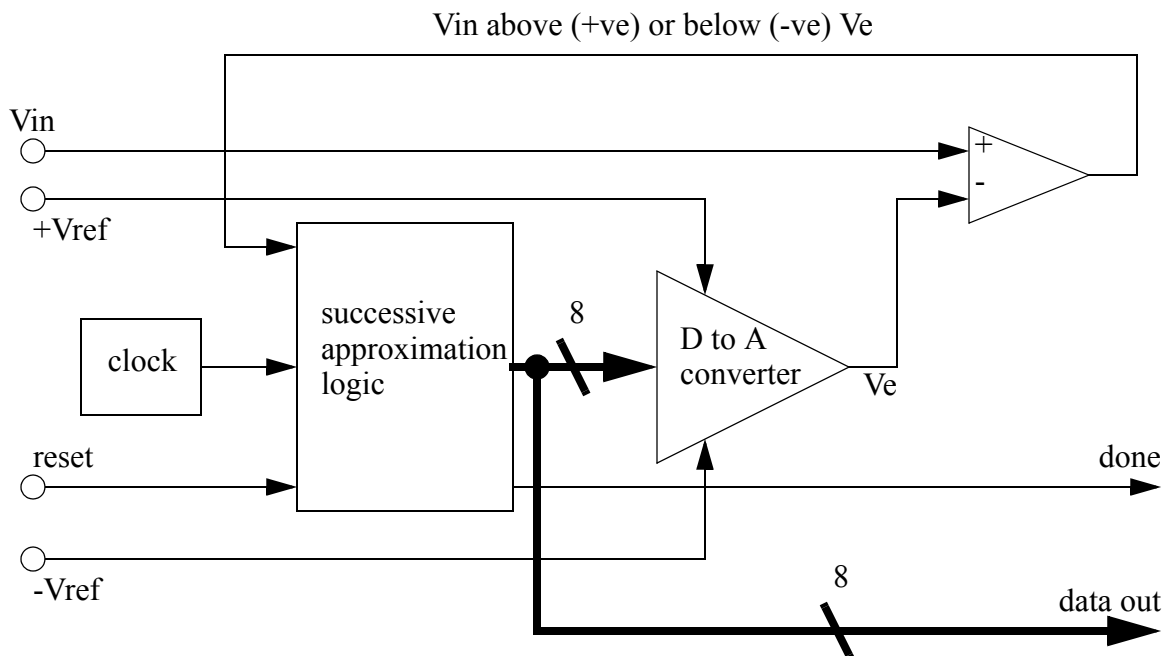 Vin above (+ve) or below (-ve) Ve
Vin
+
-
+Vref
successive
approximation
logic
8
D to A
converter
clock
Ve
reset
done
-Vref
8
data out